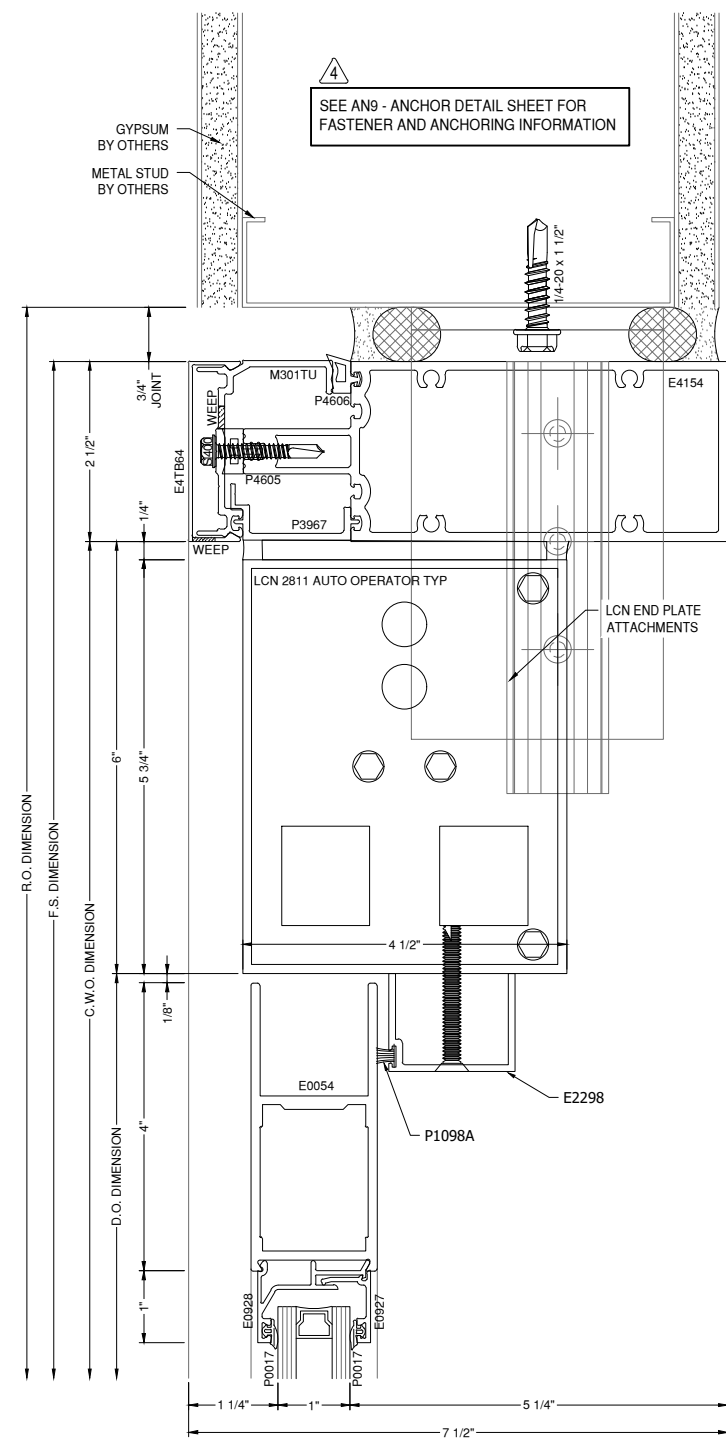 4
SEE AN9 - ANCHOR DETAIL SHEET FOR
FASTENER AND ANCHORING INFORMATION
GYPSUM
BY OTHERS
METAL STUD
BY OTHERS
1/4-20 x 1 1/2"
3/4"
JOINT
M301TU
P4606
E4154
WEEP
S400
2 1/2"
E4TB64
P4605
1/4"
P3967
WEEP
LCN 2811 AUTO OPERATOR TYP
LCN END PLATE
ATTACHMENTS
6"
5 3/4"
R.O. DIMENSION
F.S. DIMENSION
C.W.O. DIMENSION
4 1/2"
1/8"
E0054
E2298
P1098A
D.O. DIMENSION
4"
1"
E0928
E0927
P0017
P0017
1 1/4"
1"
5 1/4"
7 1/2"